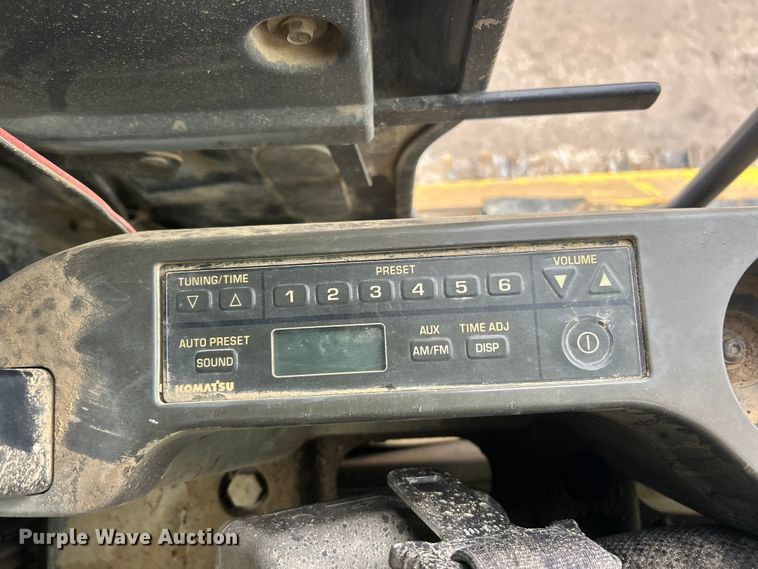 TUNING/TIME
PRESET
VOLUME
1 2 3 4 5 6
AUTO PRESET
AUX
TIME ADJ
SOUND
AM/FM
DISP
KOMATSU
Purple Wave Auction